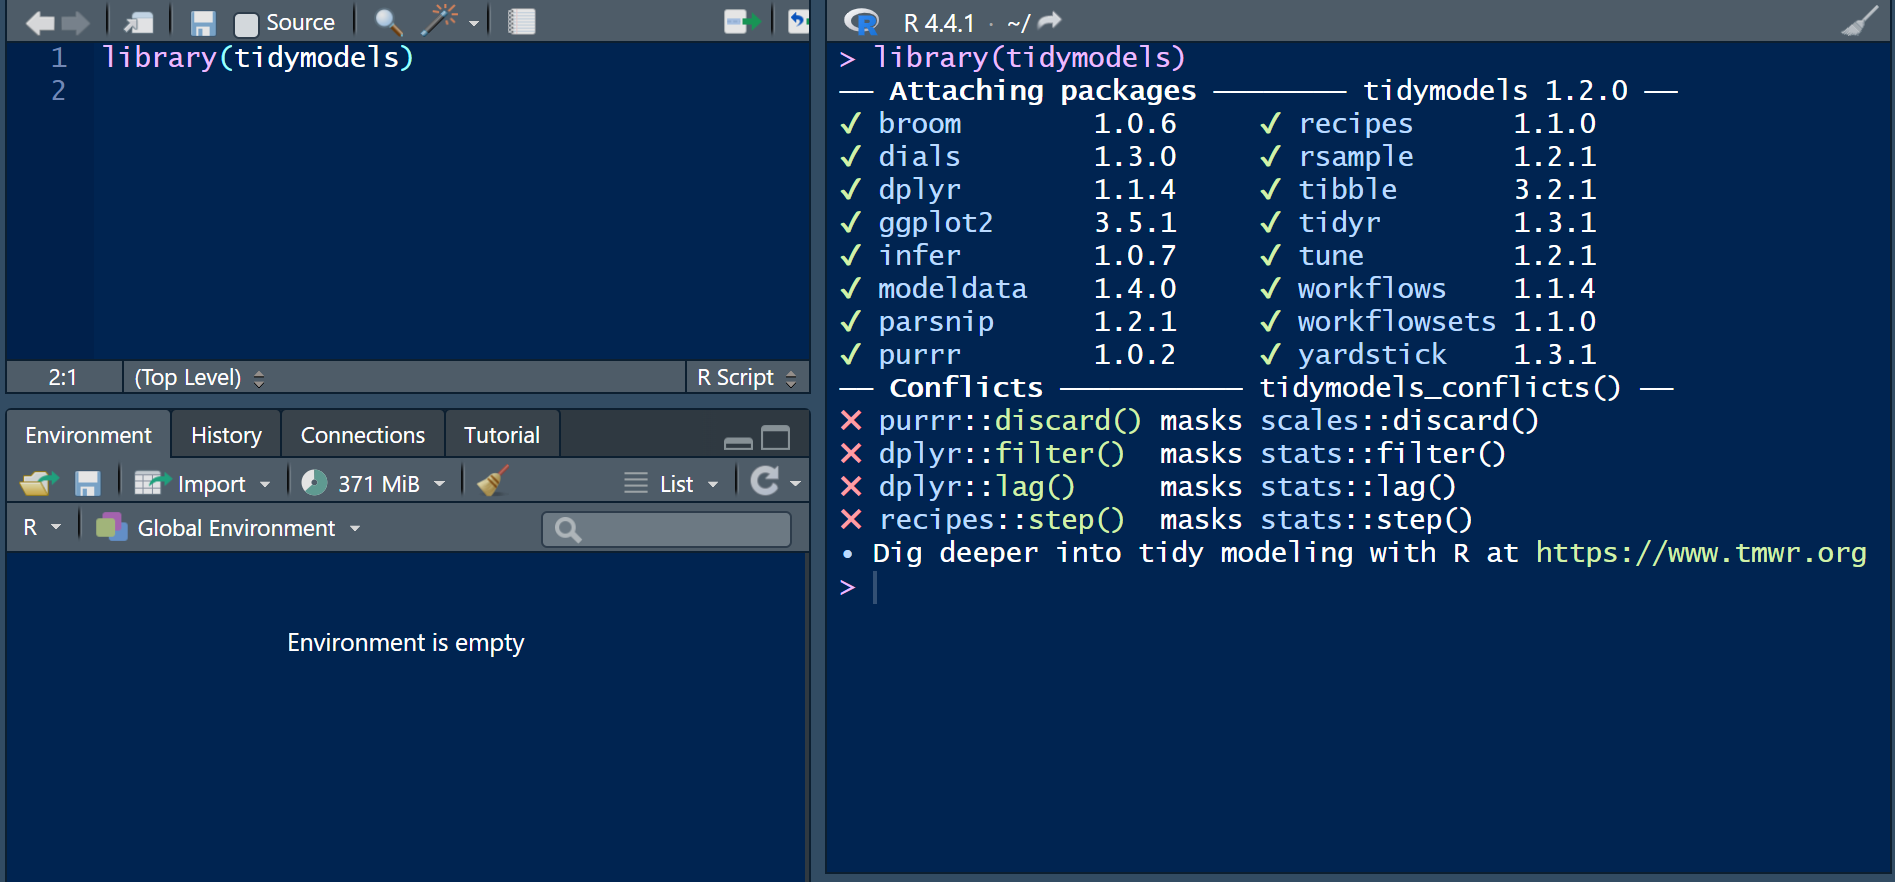 Source
1 library(tidymodels)
2
2:1 (Top Level) R Script
Environment History Connections Tutorial
Import 371 MiB List
R Global Environment
Environment is empty
R 4.4.1 · ~/
> library(tidymodels)
── Attaching packages ──────── tidymodels 1.2.0 ──
✓ broom 1.0.6 ✓ recipes 1.1.0
✓ dials 1.3.0 ✓ rsample 1.2.1
✓ dplyr 1.1.4 ✓ tibble 3.2.1
✓ ggplot2 3.5.1 ✓ tidyr 1.3.1
✓ infer 1.0.7 ✓ tune 1.2.1
✓ modeldata 1.4.0 ✓ workflows 1.1.4
✓ parsnip 1.2.1 ✓ workflowsets 1.1.0
✓ purrr 1.0.2 ✓ yardstick 1.3.1
── Conflicts ─────────── tidymodels_conflicts() ──
✗ purrr::discard() masks scales::discard()
✗ dplyr::filter() masks stats::filter()
✗ dplyr::lag() masks stats::lag()
✗ recipes::step() masks stats::step()
• Dig deeper into tidy modeling with R at https://www.tmwr.org
>